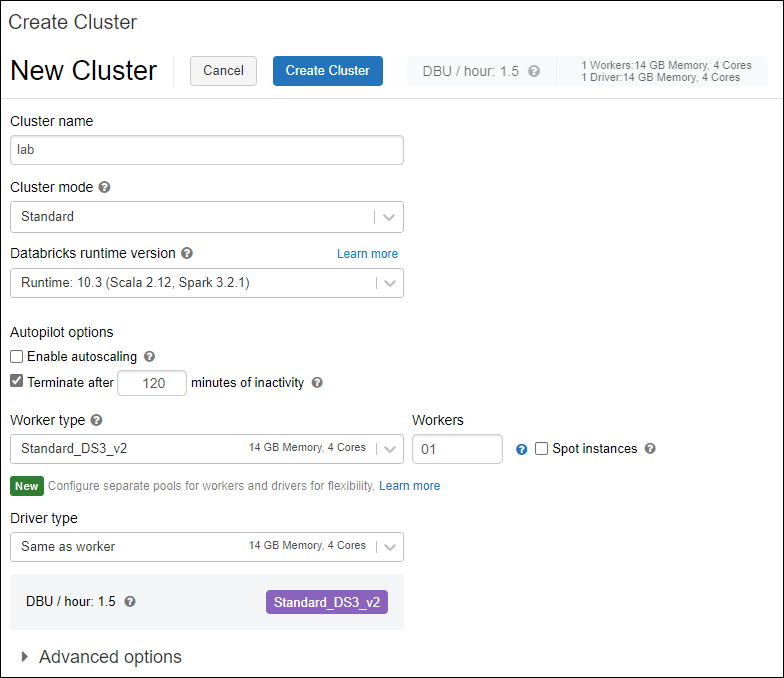 Create Cluster
New Cluster Cancel Create Cluster DBU / hour: 1.5 1 Workers:14 GB Memory, 4 Cores
1 Driver:14 GB Memory, 4 Cores
Cluster name
lab
Cluster mode
Standard
Databricks runtime version Learn more
Runtime: 10.3 (Scala 2.12, Spark 3.2.1)
Autopilot options
Enable autoscaling
Terminate after 120 minutes of inactivity
Worker type Workers
Standard_DS3_v2 14 GB Memory, 4 Cores 01 Spot instances
New Configure separate pools for workers and drivers for flexibility. Learn more
Driver type
Same as worker 14 GB Memory, 4 Cores
DBU / hour: 1.5 Standard_DS3_v2
Advanced options